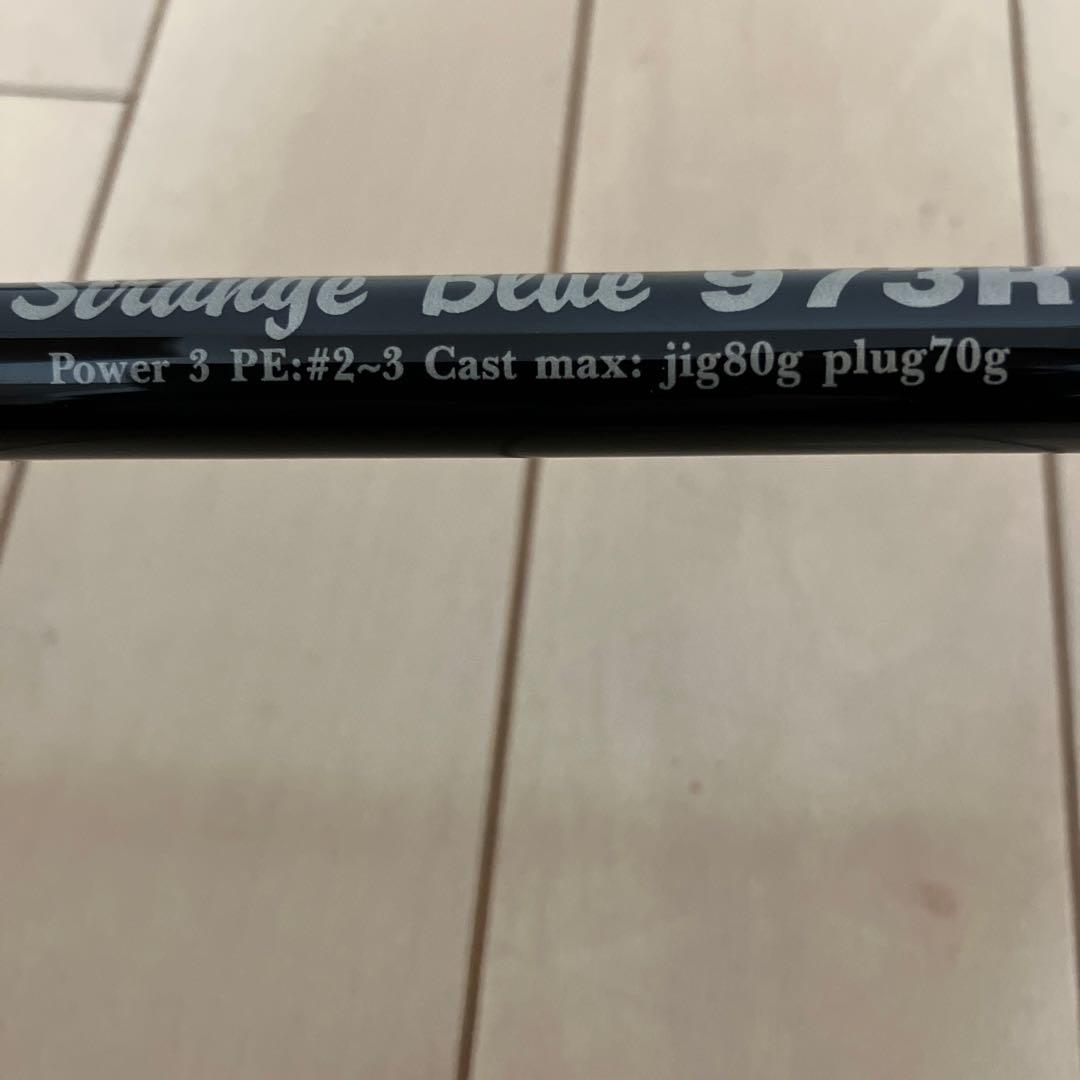 Strange Blue 973R
Power 3 PE:#2~3 Cast max: jig80g plug70g